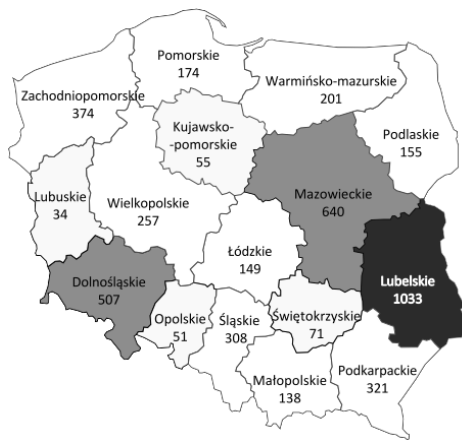 Pomorskie
174
Warmińsko-mazurskie
201
Zachodniopomorskie
374
Kujawsko-
-pomorskie
55
Podlaskie
155
Lubuskie
34
Wielkopolskie
257
Mazowieckie
640
Łódzkie
149
Lubelskie
1033
Dolnośląskie
507
Opolskie
51
Śląskie
308
Świętokrzyskie
71
Małopolskie
138
Podkarpackie
321